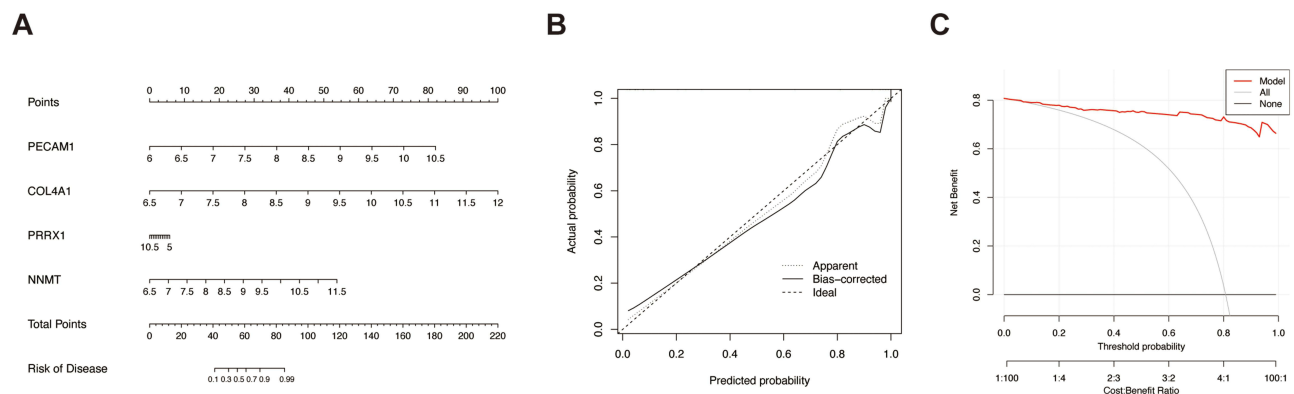 A
Points
0 10 20 30 40 50 60 70 80 90 100
PECAM1
6 6.5 7 7.5 8 8.5 9 9.5 10 10.5
COL4A1
6.5 7 7.5 8 8.5 9 9.5 10 10.5 11 11.5 12
PRRX1
10.5 5
NNMT
6.5 7 7.5 8 8.5 9 9.5 10.5 11.5
Total Points
0 20 40 60 80 100 120 140 160 180 200 220
Risk of Disease
0.1 0.3 0.5 0.7 0.9 0.99
B
Actual probability
1.0
0.8
0.6
0.4
0.2
0.0
Apparent
Bias-corrected
Ideal
0.0 0.2 0.4 0.6 0.8 1.0
Predicted probability
C
Model
All
None
Net Benefit
0.8
0.6
0.4
0.2
0.0
0.0 0.2 0.4 0.6 0.8 1.0
Threshold probability
1:100 1:4 2:3 3:2 4:1 100:1
Cost:Benefit Ratio